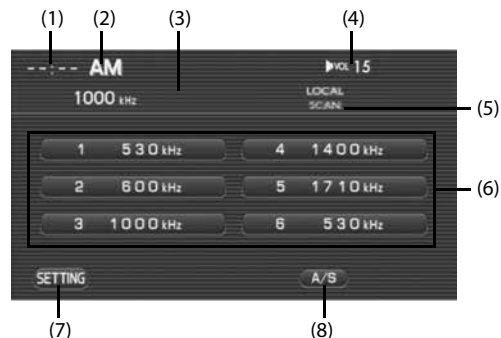 (1) (2) (3) (4)
--:-- AM VOL 15
1000 kHz LOCAL
SCAN (5)
1 530 kHz 4 1400 kHz
2 600 kHz 5 1710 kHz (6)
3 1000 kHz 6 530 kHz
SETTING A/S
(7) (8)